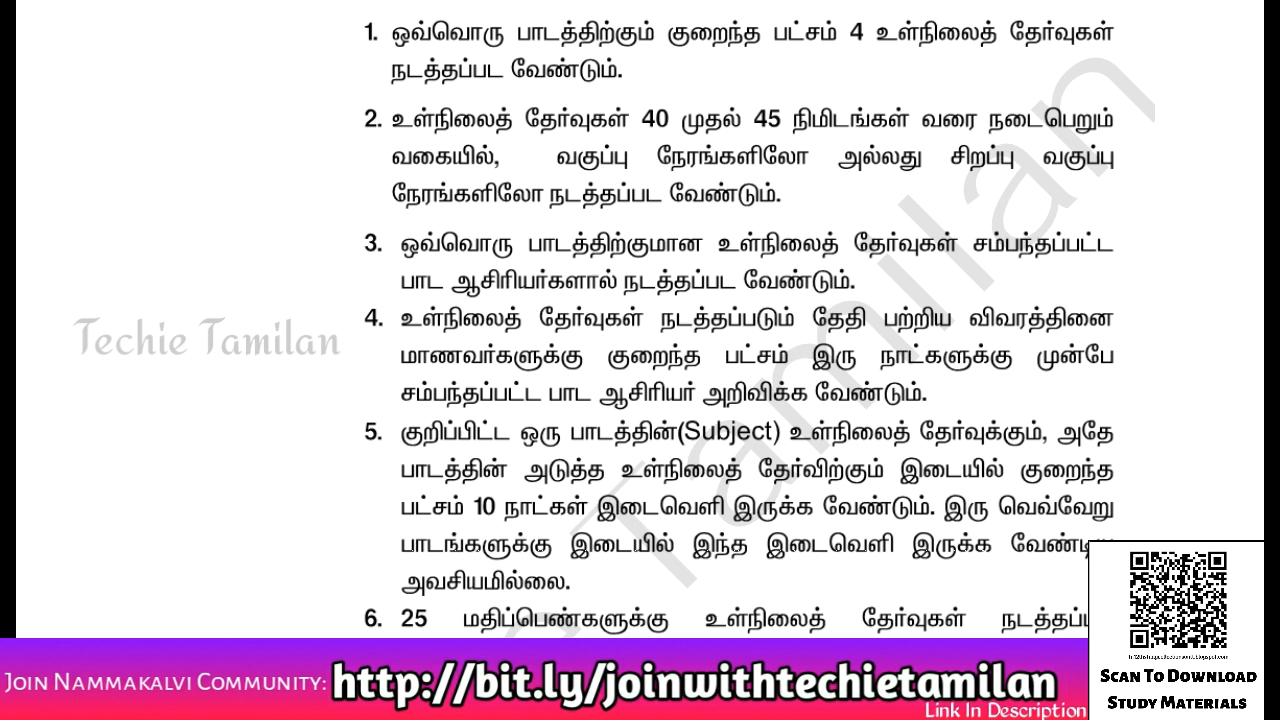 1. ஒவ்வொரு பாடத்திற்கும் குறைந்த பட்சம் 4 உள்நிலைத் தேர்வுகள்
நடத்தப்பட வேண்டும்.
2. உள்நிலைத் தேர்வுகள் 40 முதல் 45 நிமிடங்கள் வரை நடைபெறும்
வகையில், வகுப்பு நேரங்களிலோ அல்லது சிறப்பு வகுப்பு
நேரங்களிலோ நடத்தப்பட வேண்டும்.
3. ஒவ்வொரு பாடத்திற்குமான உள்நிலைத் தேர்வுகள் சம்பந்தப்பட்ட
பாட ஆசிரியர்களால் நடத்தப்பட வேண்டும்.
4. உள்நிலைத் தேர்வுகள் நடத்தப்படும் தேதி பற்றிய விவரத்தினை
மாணவர்களுக்கு குறைந்த பட்சம் இரு நாட்களுக்கு முன்பே
சம்பந்தப்பட்ட பாட ஆசிரியர் அறிவிக்க வேண்டும்.
5. குறிப்பிட்ட ஒரு பாடத்தின்(Subject) உள்நிலைத் தேர்வுக்கும், அதே
பாடத்தின் அடுத்த உள்நிலைத் தேர்விற்கும் இடையில் குறைந்த
பட்சம் 10 நாட்கள் இடைவெளி இருக்க வேண்டும். இரு வெவ்வேறு
பாடங்களுக்கு இடையில் இந்த இடைவெளி இருக்க
அவசியமில்லை.
6. 25 மதிப்பெண்களுக்கு உள்நிலைத் தேர்வுகள்
Techie Tamilan
Tamilan
Join Nammakalvi Community: http://bit.ly/joinwithtechietamilan
Link In Description
Scan To Download
Study Materials